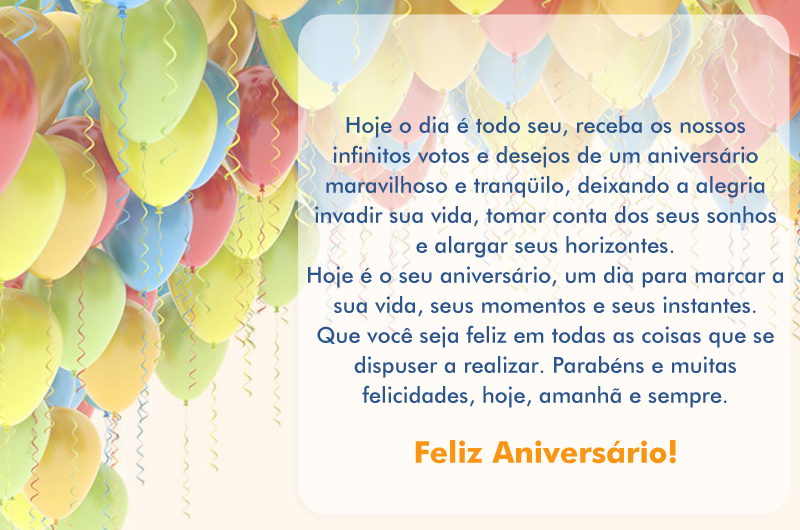 Hoje o dia é todo seu, receba os nossos
infinitos votos e desejos de um aniversário
maravilhoso e tranqüilo, deixando a alegria
invadir sua vida, tomar conta dos seus sonhos
e alargar seus horizontes.
Hoje é o seu aniversário, um dia para marcar a
sua vida, seus momentos e seus instantes.
Que você seja feliz em todas as coisas que se
dispuser a realizar. Parabéns e muitas
felicidades, hoje, amanhã e sempre.
Feliz Aniversário!